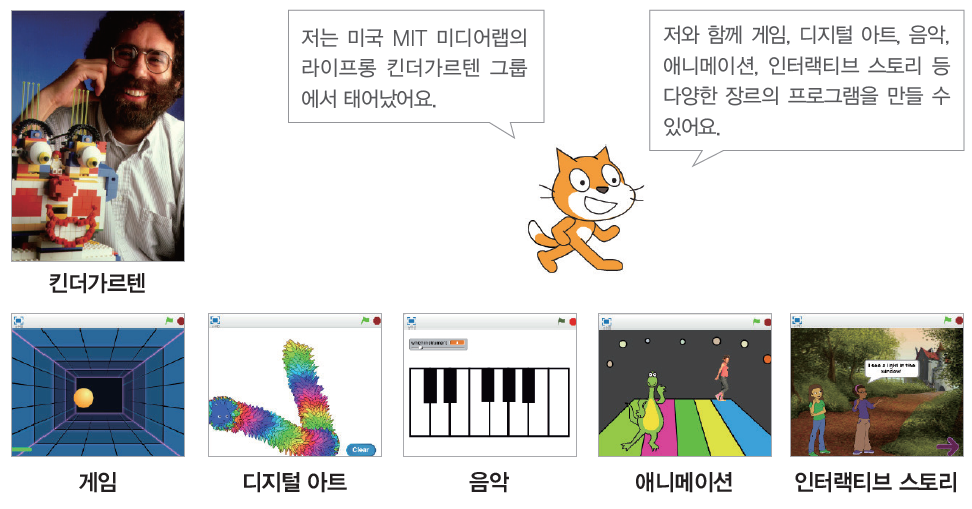 저는 미국 MIT 미디어랩의
라이프롱 킨더가르텐 그룹
에서 태어났어요.
저와 함께 게임, 디지털 아트, 음악,
애니메이션, 인터랙티브 스토리 등
다양한 장르의 프로그램을 만들 수
있어요.
킨더가르텐
Clear
I see a light in the
window
게임
디지털 아트
음악
애니메이션
인터랙티브 스토리